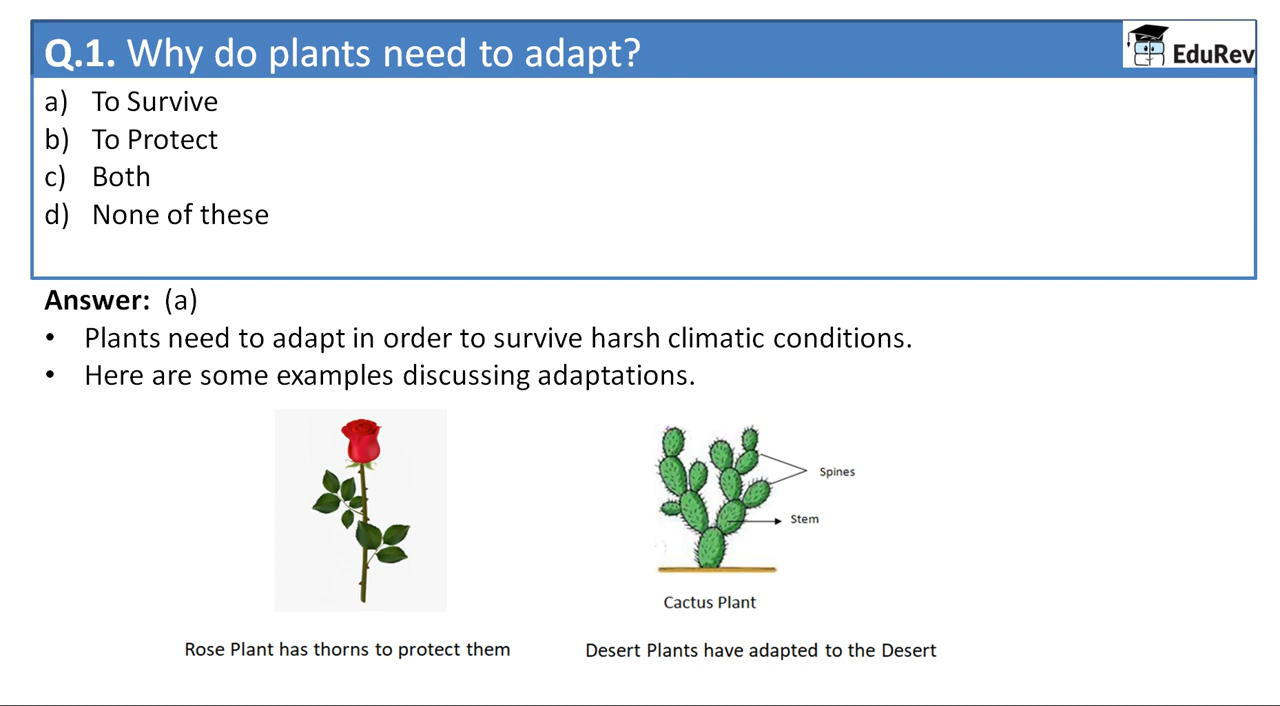 Q.1. Why do plants need to adapt?
EduRev
a) To Survive
b) To Protect
c) Both
d) None of these
Answer: (a)
• Plants need to adapt in order to survive harsh climatic conditions.
• Here are some examples discussing adaptations.
Spines
Stem
Cactus Plant
Rose Plant has thorns to protect them
Desert Plants have adapted to the Desert